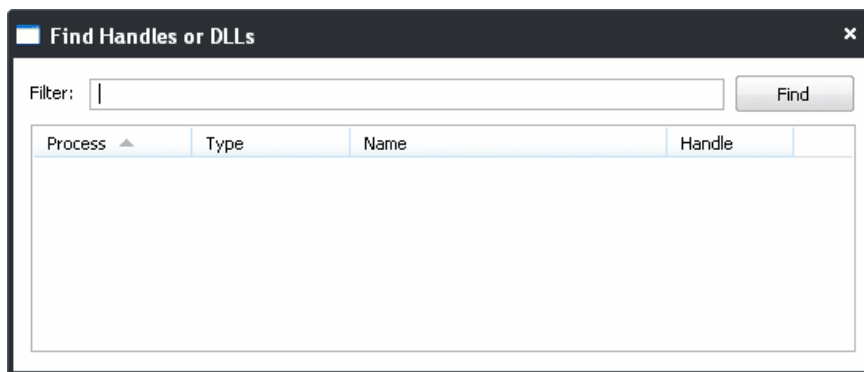 Find Handles or DLLs
Filter: Find
Process Type Name Handle